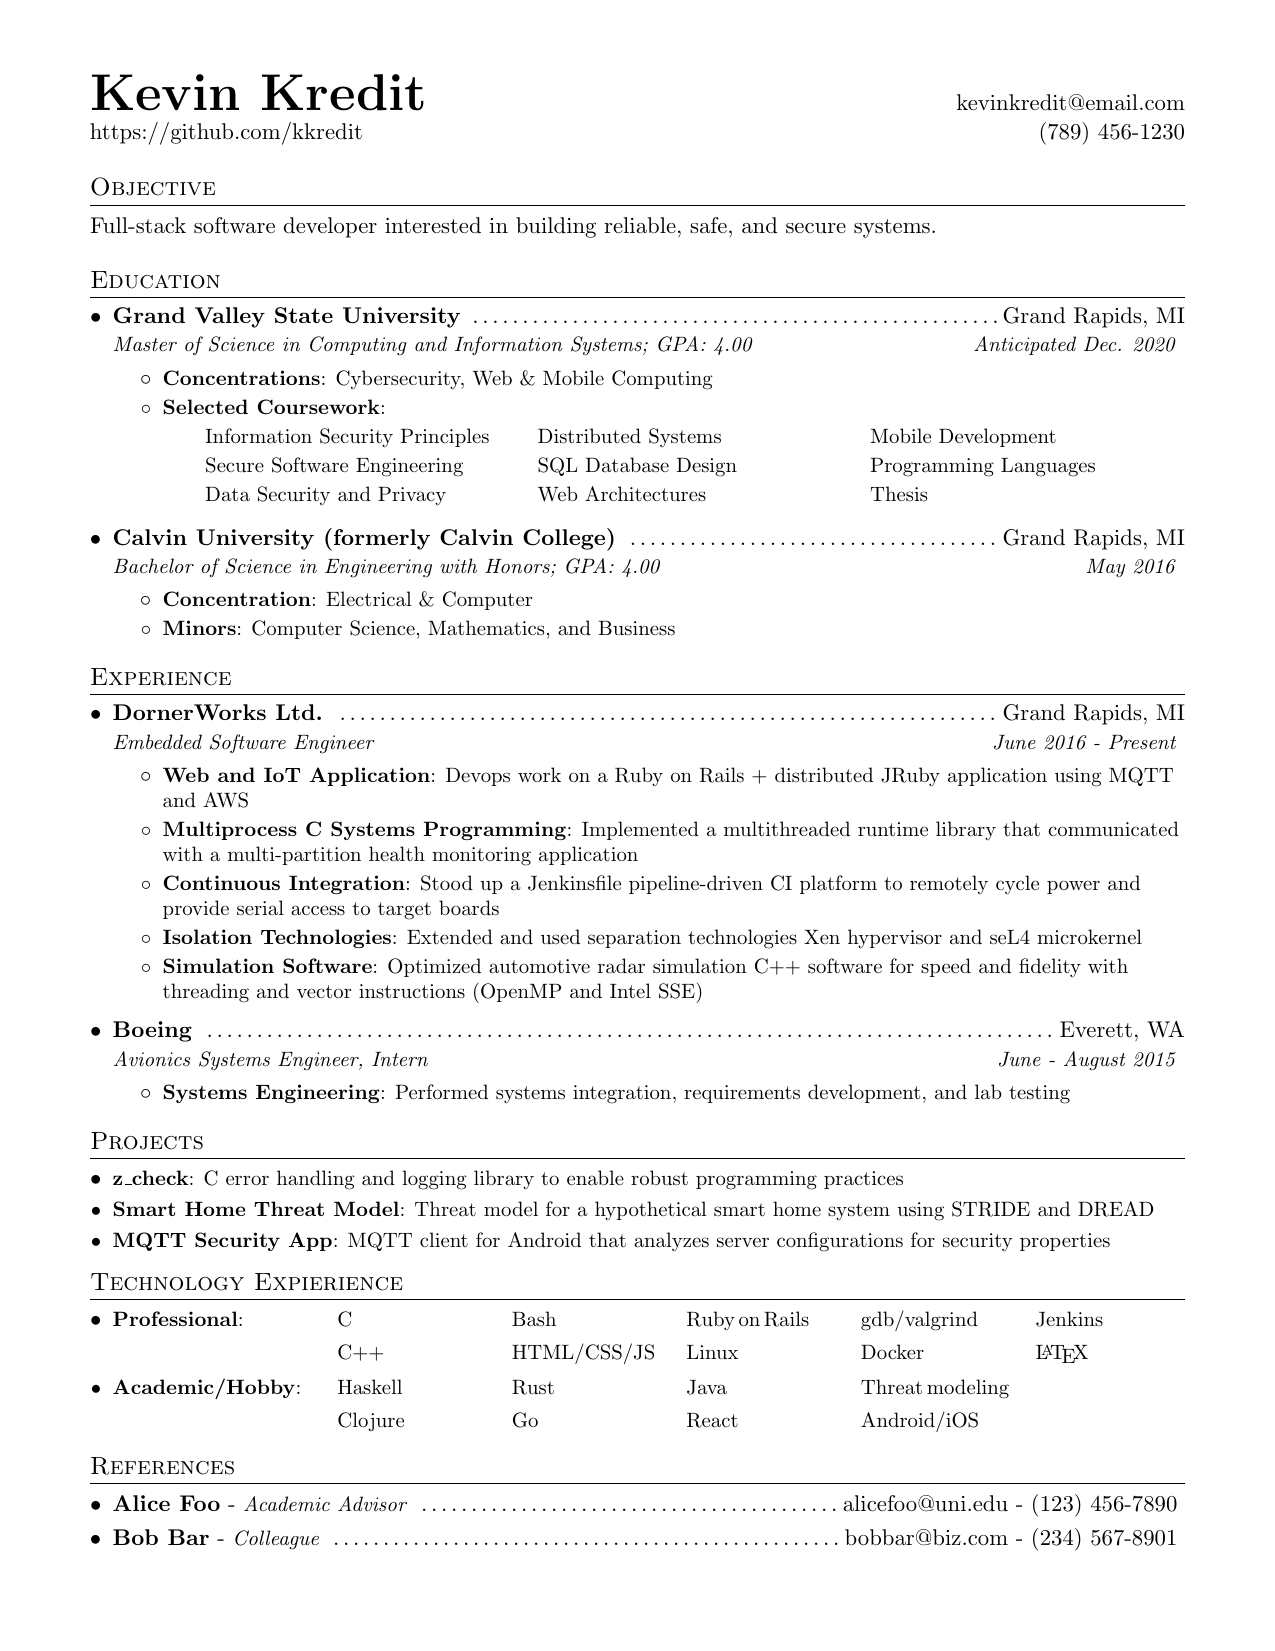 Kevin Kredit
kevinkredit@email.com
https://github.com/kkredit (789) 456-1230
Objective
Full-stack software developer interested in building reliable, safe, and secure systems.
Education
• Grand Valley State University ..................................................... Grand Rapids, MI
Master of Science in Computing and Information Systems; GPA: 4.00 Anticipated Dec. 2020
◦ Concentrations: Cybersecurity, Web & Mobile Computing
◦ Selected Coursework:
Information Security Principles Distributed Systems Mobile Development
Secure Software Engineering SQL Database Design Programming Languages
Data Security and Privacy Web Architectures Thesis
• Calvin University (formerly Calvin College) ..................................... Grand Rapids, MI
Bachelor of Science in Engineering with Honors; GPA: 4.00 May 2016
◦ Concentration: Electrical & Computer
◦ Minors: Computer Science, Mathematics, and Business
Experience
• DornerWorks Ltd. .................................................................. Grand Rapids, MI
Embedded Software Engineer June 2016 - Present
◦ Web and IoT Application: Devops work on a Ruby on Rails + distributed JRuby application using MQTT
and AWS
◦ Multiprocess C Systems Programming: Implemented a multithreaded runtime library that communicated
with a multi-partition health monitoring application
◦ Continuous Integration: Stood up a Jenkinsfile pipeline-driven CI platform to remotely cycle power and
provide serial access to target boards
◦ Isolation Technologies: Extended and used separation technologies Xen hypervisor and seL4 microkernel
◦ Simulation Software: Optimized automotive radar simulation C++ software for speed and fidelity with
threading and vector instructions (OpenMP and Intel SSE)
• Boeing ..................................................................................... Everett, WA
Avionics Systems Engineer, Intern June - August 2015
◦ Systems Engineering: Performed systems integration, requirements development, and lab testing
Projects
• z_check: C error handling and logging library to enable robust programming practices
• Smart Home Threat Model: Threat model for a hypothetical smart home system using STRIDE and DREAD
• MQTT Security App: MQTT client for Android that analyzes server configurations for security properties
Technology Expierience
• Professional: C Bash Ruby on Rails gdb/valgrind Jenkins
C++ HTML/CSS/JS Linux Docker LATEX
• Academic/Hobby: Haskell Rust Java Threat modeling
Clojure Go React Android/iOS
References
• Alice Foo - Academic Advisor .......................................... alicefoo@uni.edu - (123) 456-7890
• Bob Bar - Colleague ................................................... bobbar@biz.com - (234) 567-8901